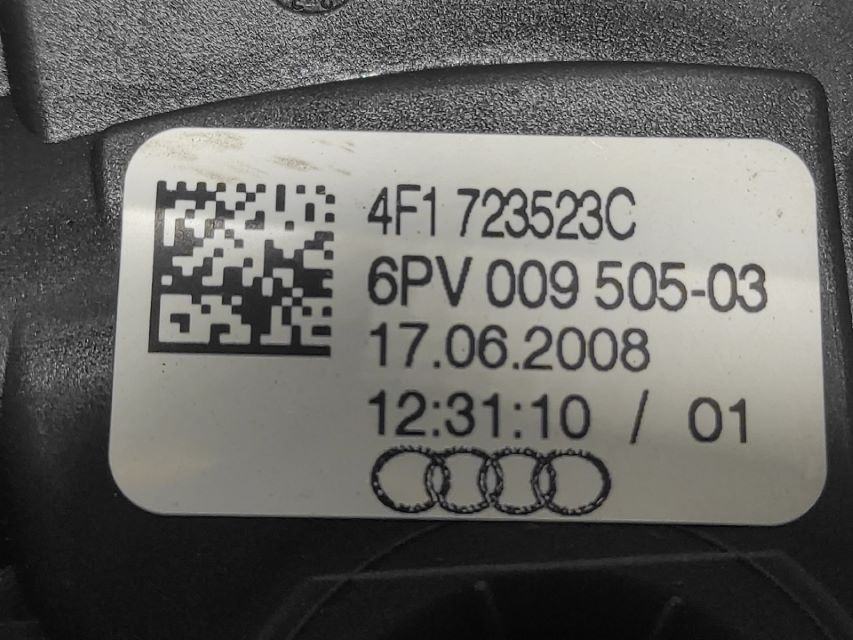 4F1 723523C
6PV 009 505-03
17.06.2008
12:31:10 / 01